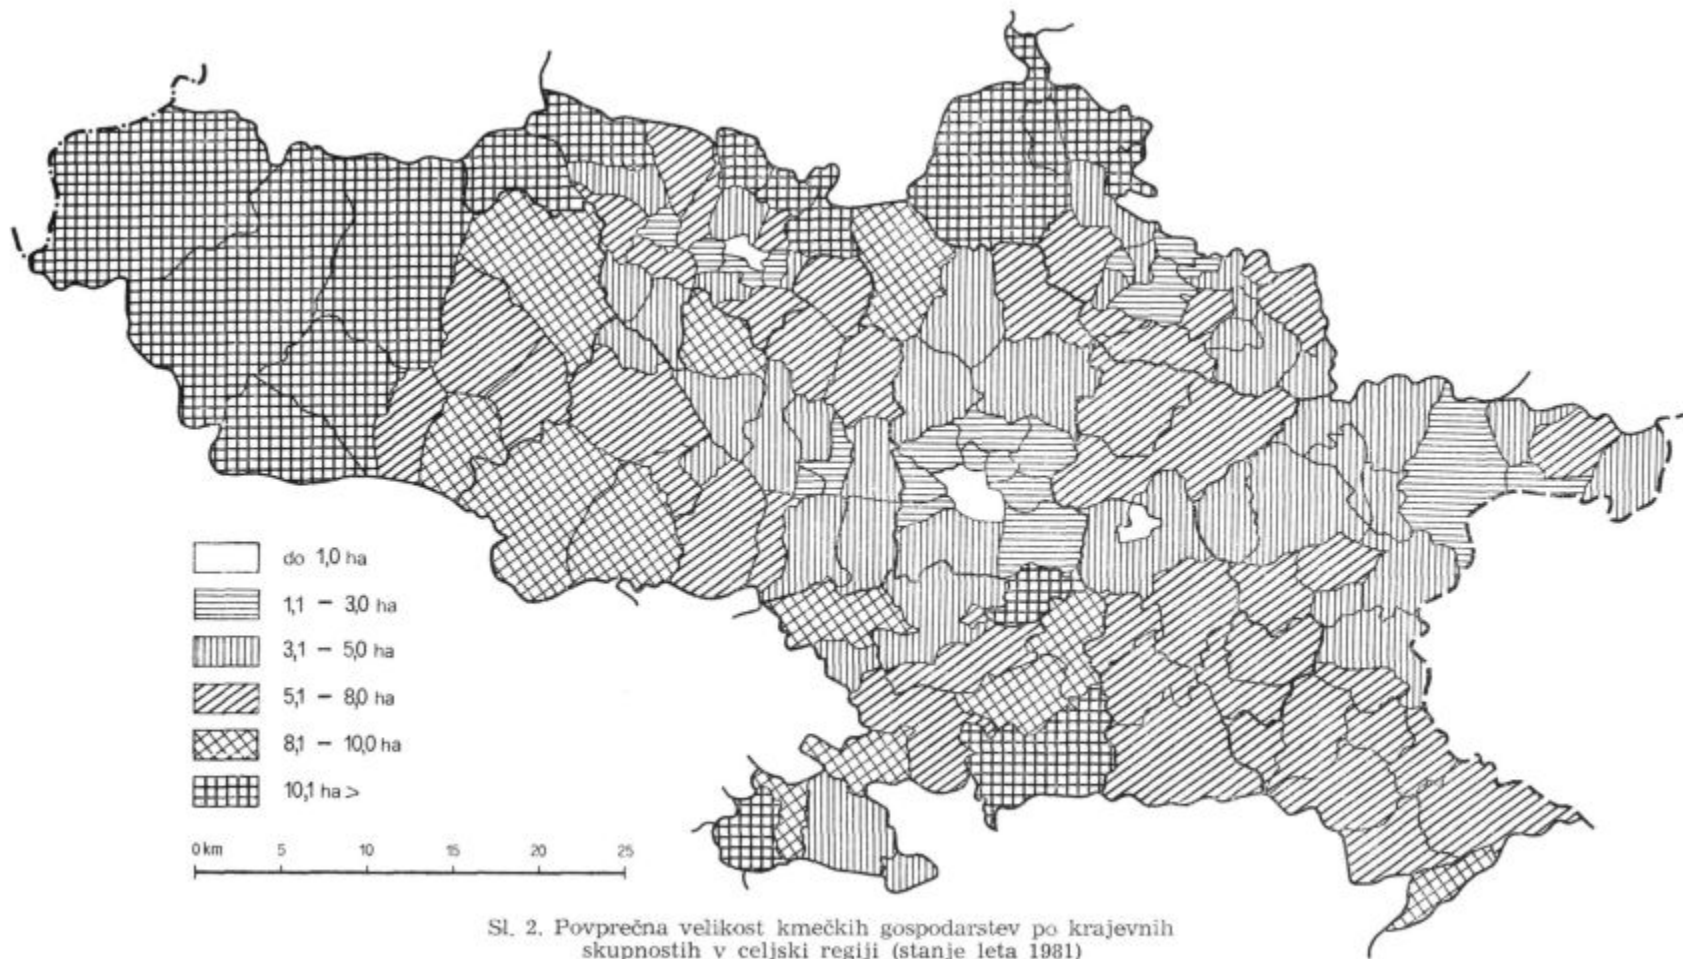 do 1,0 ha
1,1 — 3,0 ha
3,1 — 5,0 ha
5,1 — 8,0 ha
8,1 — 10,0 ha
10,1 ha >
0 km 5 10 15 20 25
Sl. 2. Povprečna velikost kmečkih gospodarstev po krajevnih
skupnostih v celjski regiji (stanje leta 1981)